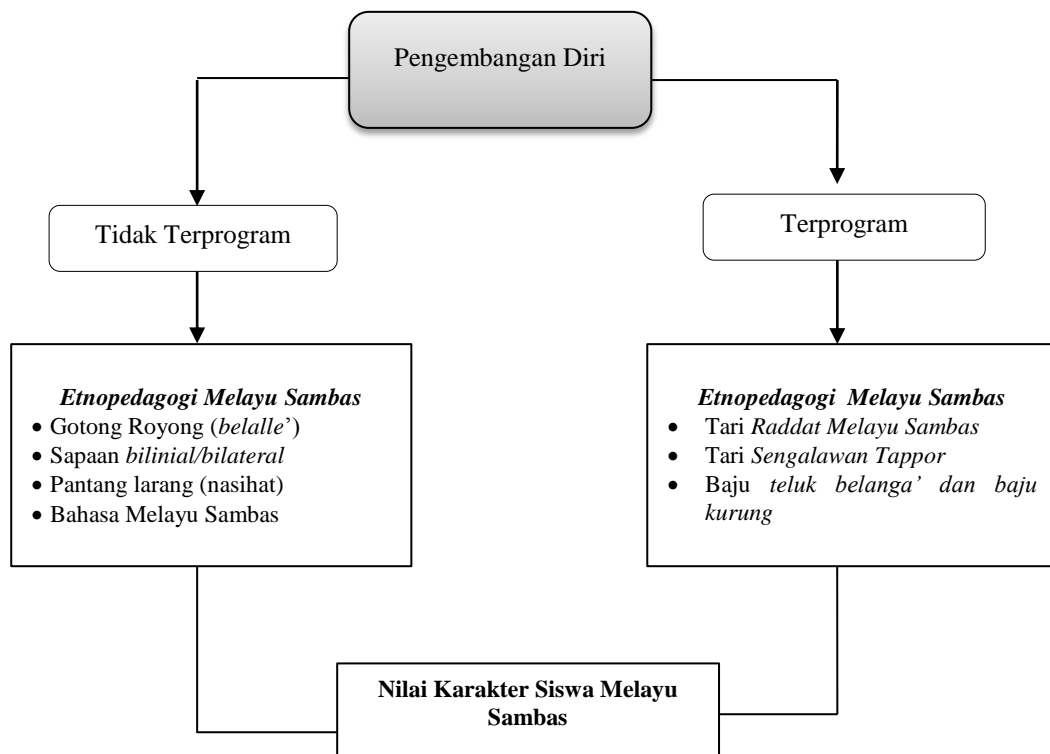 Pengembangan Diri
Tidak Terprogram
Terprogram
Etnopedagogi Melayu Sambas
• Gotong Royong (belalle’)
• Sapaan bilinial/bilateral
• Pantang larang (nasihat)
• Bahasa Melayu Sambas
Etnopedagogi Melayu Sambas
• Tari Raddat Melayu Sambas
• Tari Sengalawan Tappor
• Baju teluk belanga’ dan baju
kurung
Nilai Karakter Siswa Melayu
Sambas